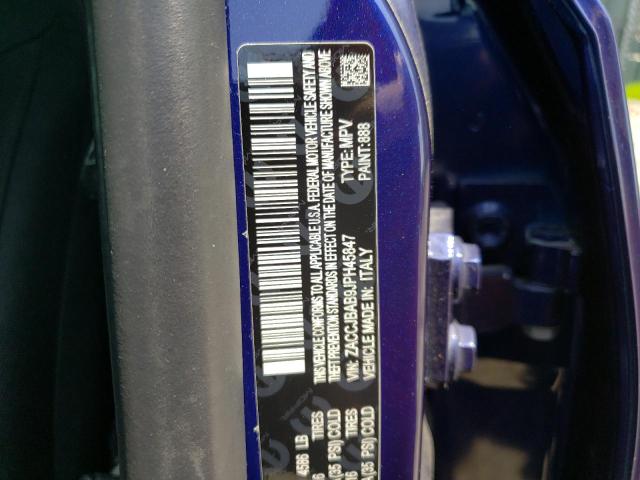 THIS VEHICLE CONFORMS TO ALL APPLICABLE U.S.A. FEDERAL MOTOR VEHICLE SAFETY AND
THEFT PREVENTION STANDARDS IN EFFECT ON THE DATE OF MANUFACTURE SHOWN ABOVE
VIN: ZACCJBAB9JPH45847 TYPE: MPV
VEHICLE MADE IN: ITALY PAINT: 888
4586 LB
TIRES
(35 PSI) COLD
TIRES
(35 PSI) COLD